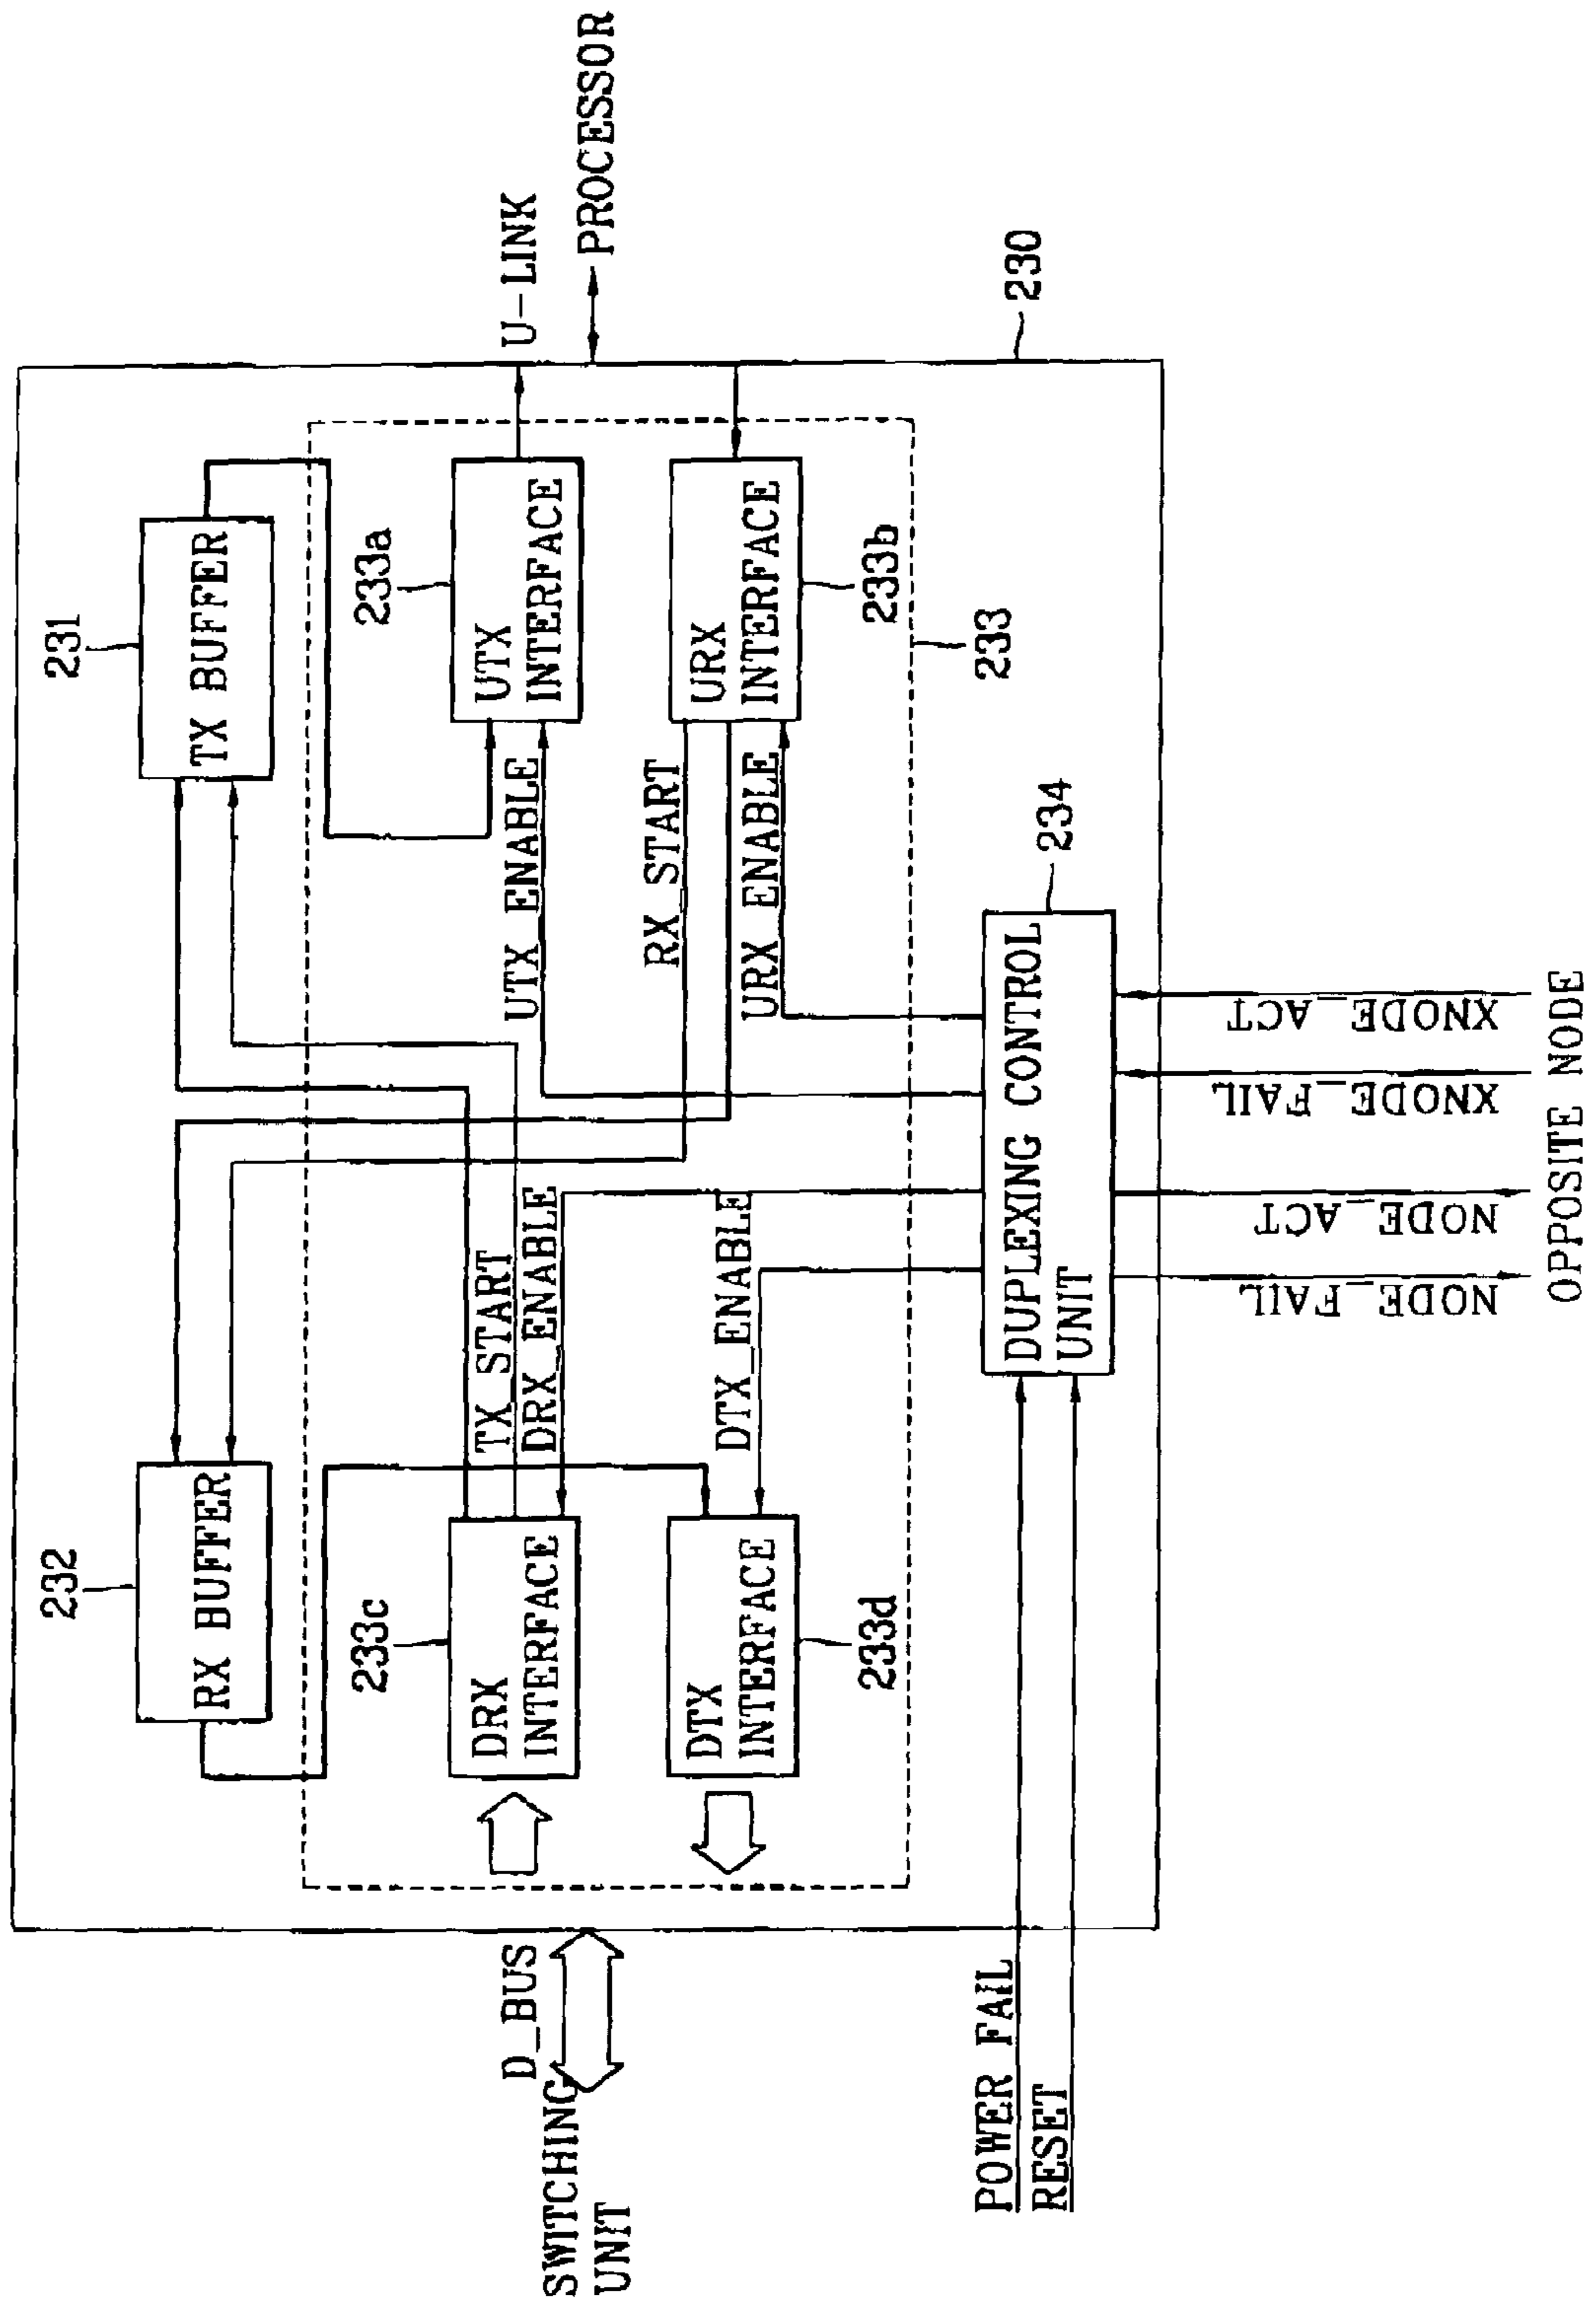 232
231
RX BUFFER
TX BUFFER
233c
233a
DRX
INTERFACE
TX_START
DRX_ENABLE
UTX_ENABLE
UTX
INTERFACE
U-LINK
PROCESSOR
D_BUS
SWITCHING
UNIT
DTX
INTERFACE
DTX_ENABLE
RX_START
URX_ENABLE
URX
INTERFACE
233d
233b
233
230
234
POWER FAIL
RESET
DUPLEXING CONTROL
UNIT
NODE_FAIL
NODE_ACT
XNODE_FAIL
XNODE_ACT
OPPOSITE NODE